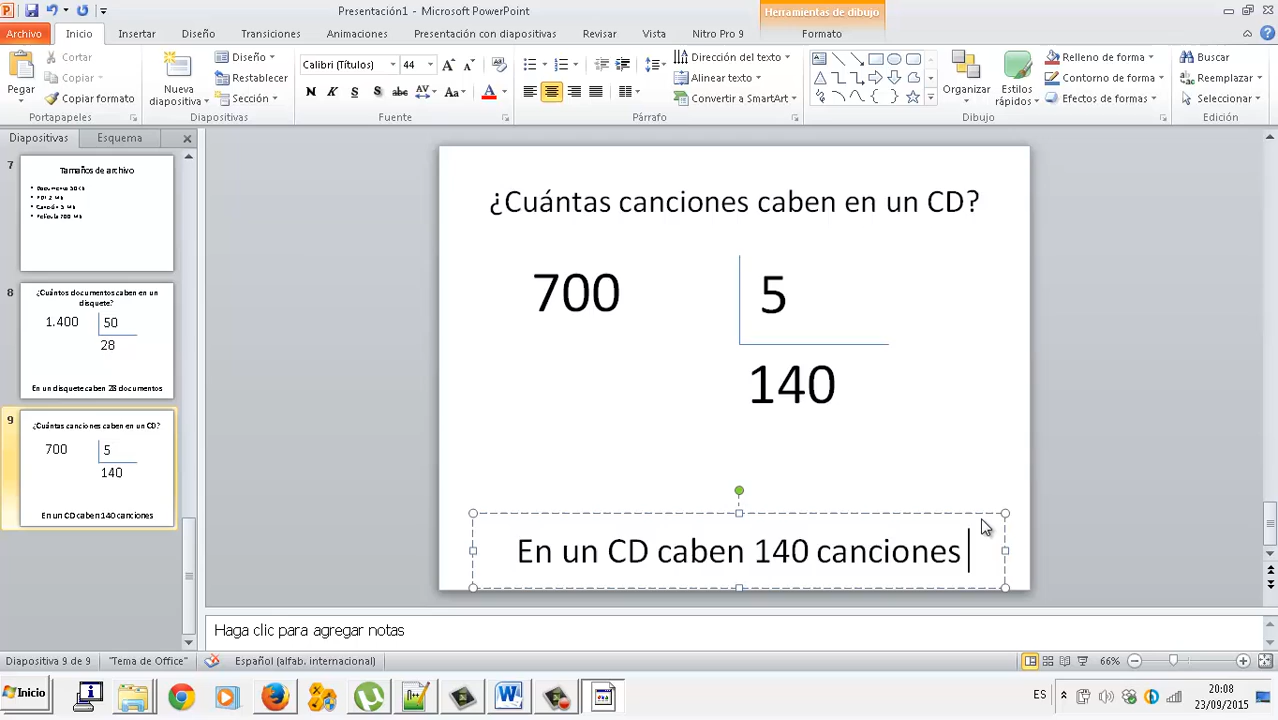 Presentación1 - Microsoft PowerPoint
Herramientas de dibujo
Archivo Inicio Insertar Diseño Transiciones Animaciones Presentación con diapositivas Revisar Vista Nitro Pro 9 Formato
Pegar
Cortar
Copiar
Copiar formato
Portapapeles
Nueva diapositiva
Diseño
Restablecer
Sección
Diapositivas
Calibri (Títulos) 44
N K S S abc AV Aa A
Fuente
Dirección del texto
Alinear texto
Convertir a SmartArt
Párrafo
Organizar
Estilos rápidos
Relleno de forma
Contorno de forma
Efectos de formas
Dibujo
Buscar
Reemplazar
Seleccionar
Edición
Diapositivas Esquema
7
Tamaños de archivo
8
¿Cuántos documentos caben en un
disquete?
1.400 50
28
En un disquete caben 28 documentos
9
¿Cuántas canciones caben en un CD?
700 5
140
En un CD caben 140 canciones
¿Cuántas canciones caben en un CD?
700 5
140
En un CD caben 140 canciones
Haga clic para agregar notas
Diapositiva 9 de 9 "Tema de Office" Español (alfab. internacional) 66%
Inicio
ES
20:08
23/09/2015